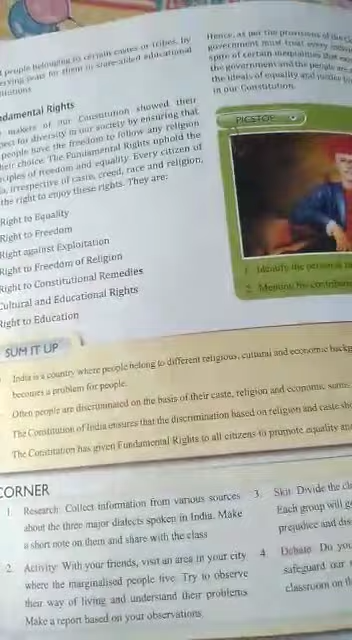 people belonging to certain castes or tribes, by
seats for them in state-aided educational
Fundamental Rights
makers of our Constitution showed their
respect for diversity in our society by ensuring that
people have the freedom to follow any religion
their choice. The Fundamental Rights uphold the
principles of freedom and equality. Every citizen of
irrespective of caste, creed, race and religion,
the right to enjoy these rights. They are:
Right to Equality
Right to Freedom
Right against Exploitation
Right to Freedom of Religion
Right to Constitutional Remedies
Cultural and Educational Rights
Right to Education
Hence, as per the provisions of the
government must treat every
spite of certain inequalities that
the government and the people are
the ideals of equality and justice
in our Constitution.
PICSTOP
1. Identify the personal
2. Mention his
SUM IT UP
India is a country where people belong to different religious, cultural and economic
becomes a problem for people.
Often people are discriminated on the basis of their caste, religion and economic
The Constitution of India ensures that the discrimination based on religion and caste
The Constitution has given Fundamental Rights to all citizens to promote equality
CORNER
1. Research: Collect information from various sources
about the three major dialects spoken in India. Make
a short note on them and share with the class
2. Activity: With your friends, visit an area in your city
where the marginalised people live. Try to observe
their way of living and understand their problems
Make a report based on your observations
3. Skit: Divide the
Each group will
prejudice and
4. Debate: Do you
safeguard our
classroom on